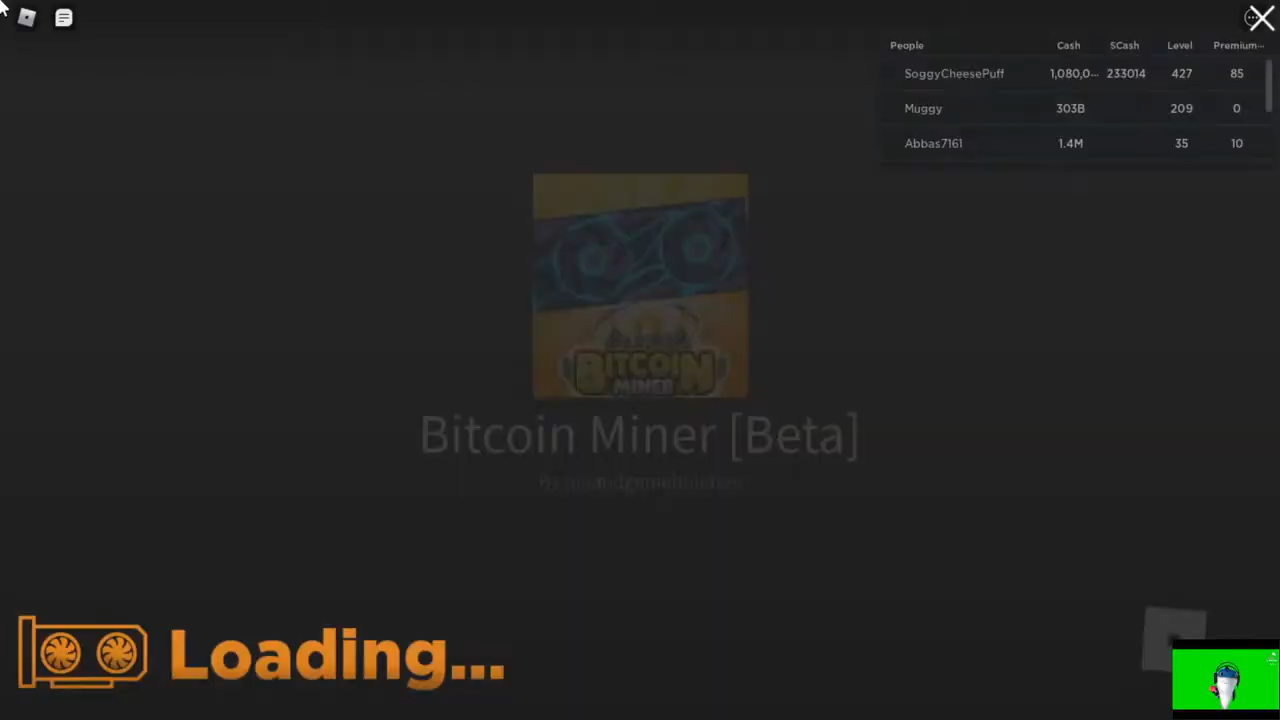 People Cash SCash Level Premium...
SoggyCheesePuff 1,080,0... 233014 427 85
Muggy 303B 209 0
Abbas7161 1.4M 35 10
BITCOIN
MINER
Bitcoin Miner [Beta]
By
Loading...